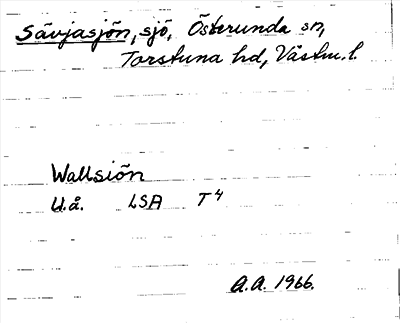 Sävjasjön, sjö, Österunda sn,
Torstuna hd, Västm. l.
Wallsiön
U.å. LSA T4
A.A. 1966.